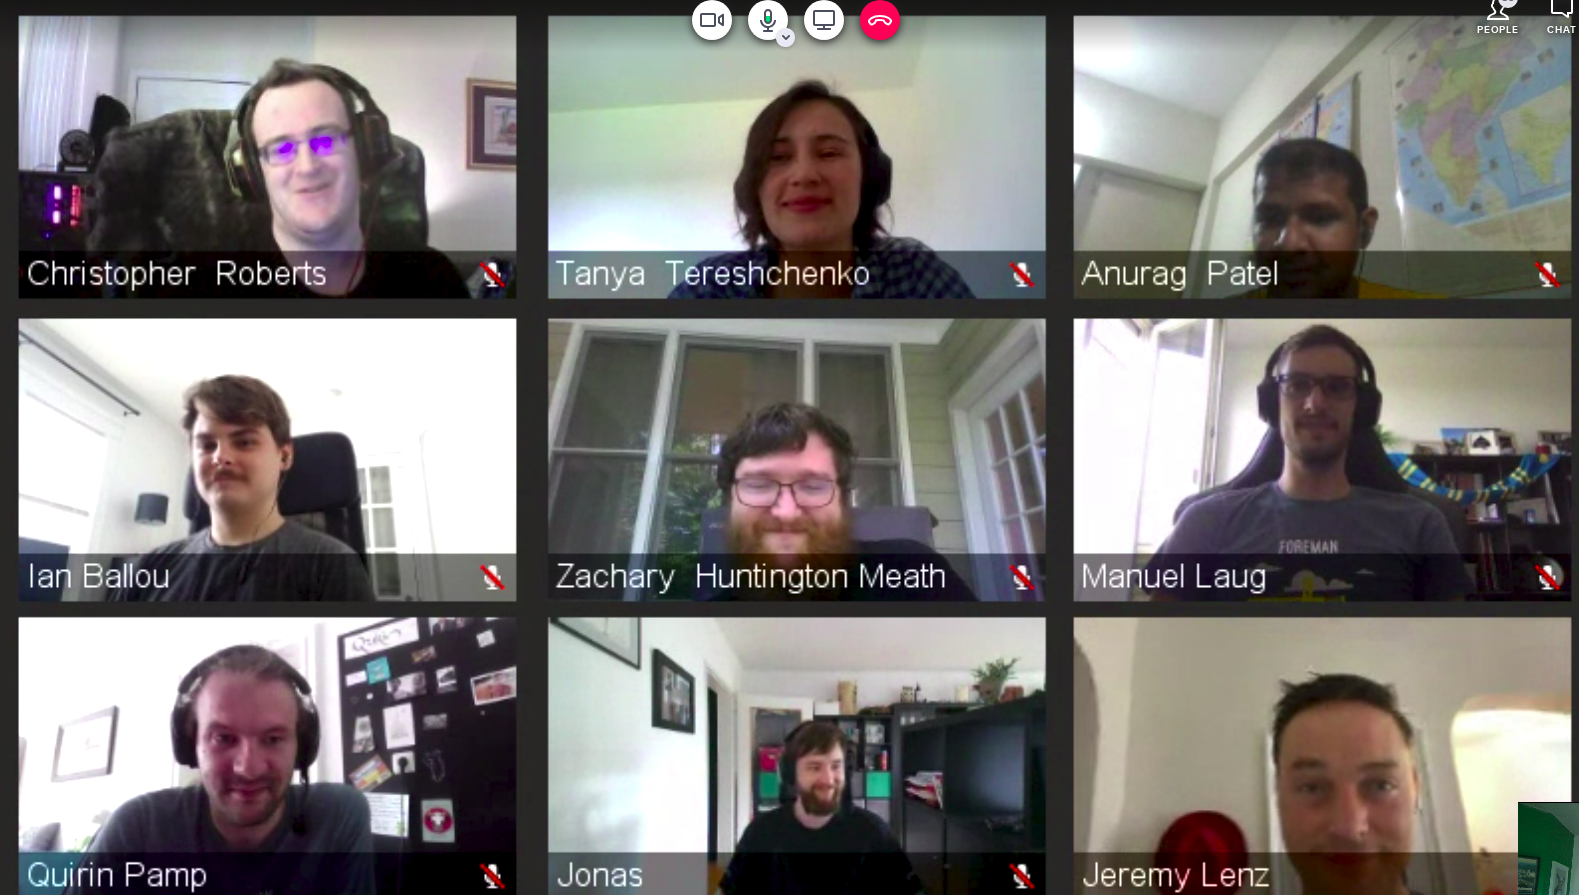 PEOPLE CHAT
Christopher Roberts
Tanya Tereshchenko
Anurag Patel
Ian Ballou
Zachary Huntington Meath
FOREMAN
Manuel Laug
Quirin
Quirin Pamp
Jonas
Jeremy Lenz